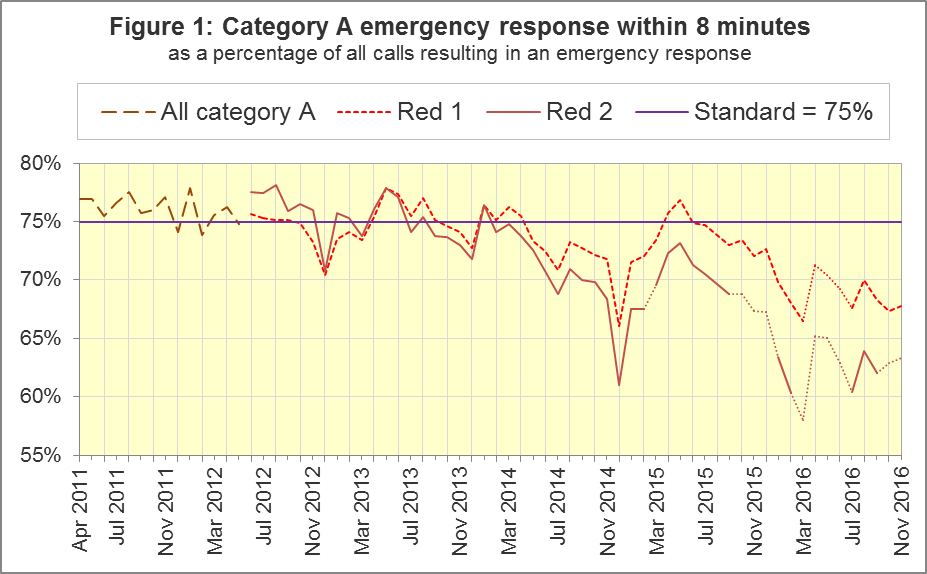 Figure 1: Category A emergency response within 8 minutes
as a percentage of all calls resulting in an emergency response
All category A
Red 1
Red 2
Standard = 75%
80%
75%
70%
65%
60%
55%
Apr 2011
Jul 2011
Nov 2011
Mar 2012
Jul 2012
Nov 2012
Mar 2013
Jul 2013
Nov 2013
Mar 2014
Jul 2014
Nov 2014
Mar 2015
Jul 2015
Nov 2015
Mar 2016
Jul 2016
Nov 2016